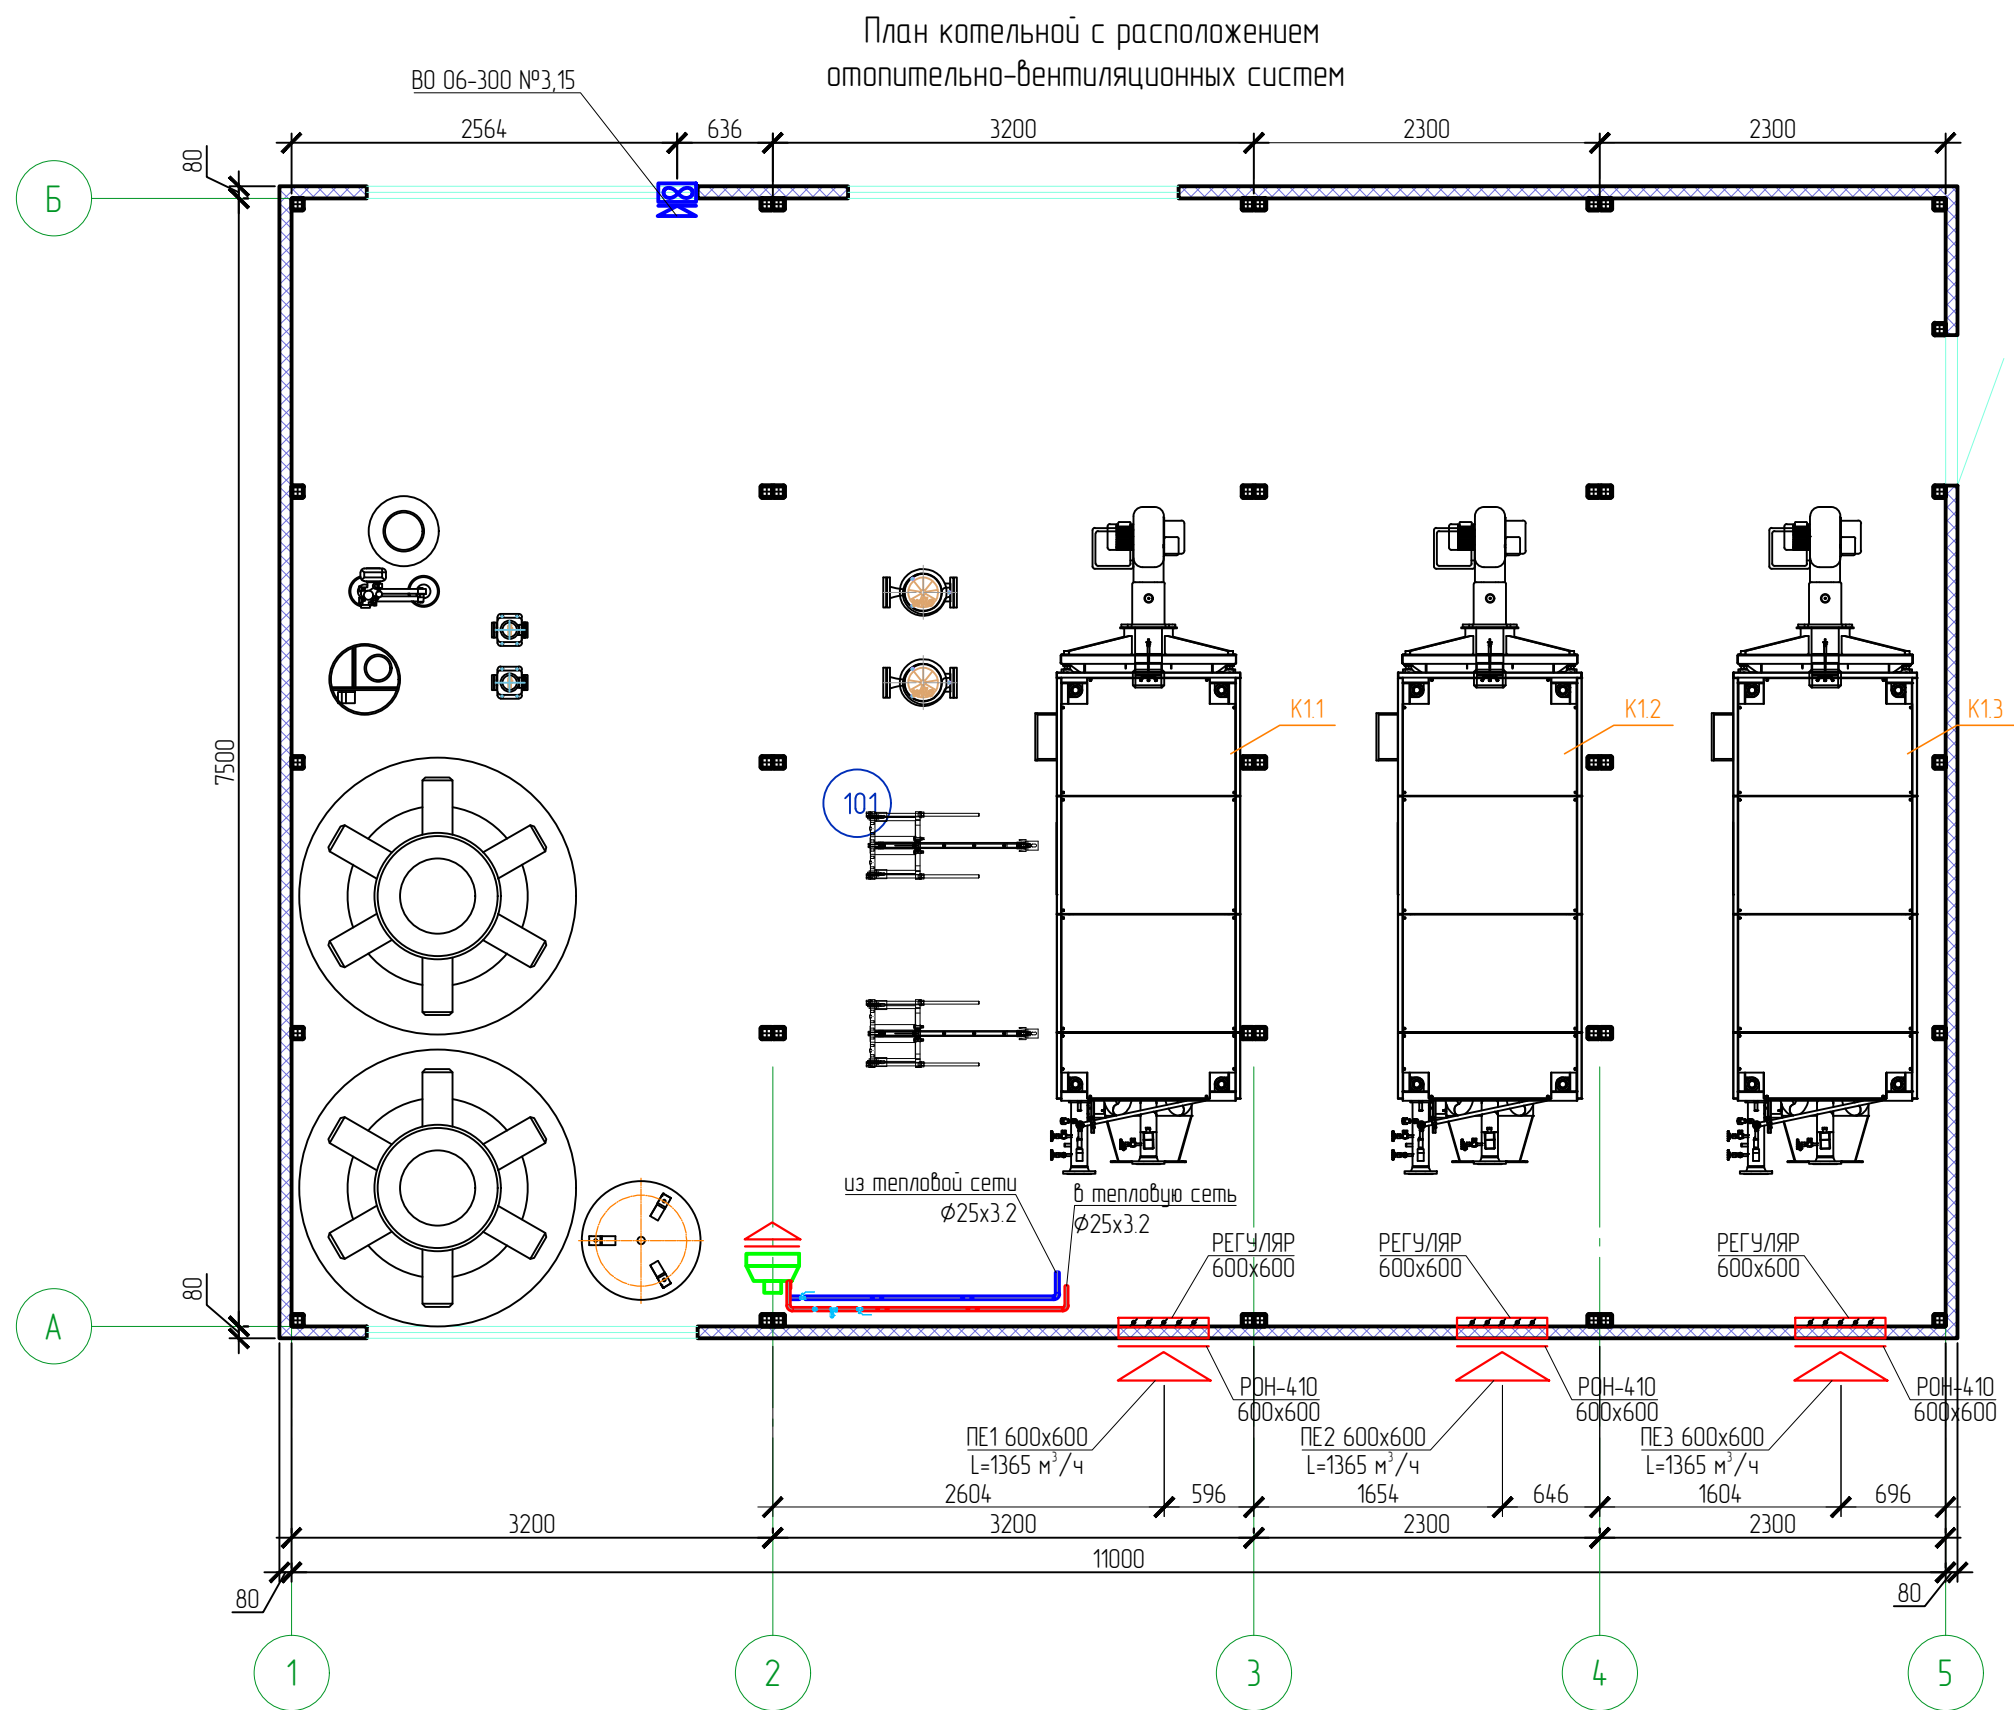 План котельной с расположением
отопительно-вентиляционных систем
ВО 06-300 №3,15
2564
636
3200
2300
2300
80
Б
7500
К1.1
К1.2
К1.3
101
из тепловой сети
Ф25х3.2
в тепловую сеть
Ф25х3.2
РЕГУЛЯР
600х600
РЕГУЛЯР
600х600
РЕГУЛЯР
600х600
80
А
РОН-410
600х600
РОН-410
600х600
РОН-410
600х600
ПЕ1 600х600
L=1365 м³/ч
ПЕ2 600х600
L=1365 м³/ч
ПЕ3 600х600
L=1365 м³/ч
2604
596
1654
646
1604
696
3200
3200
2300
2300
11000
80
80
1
2
3
4
5